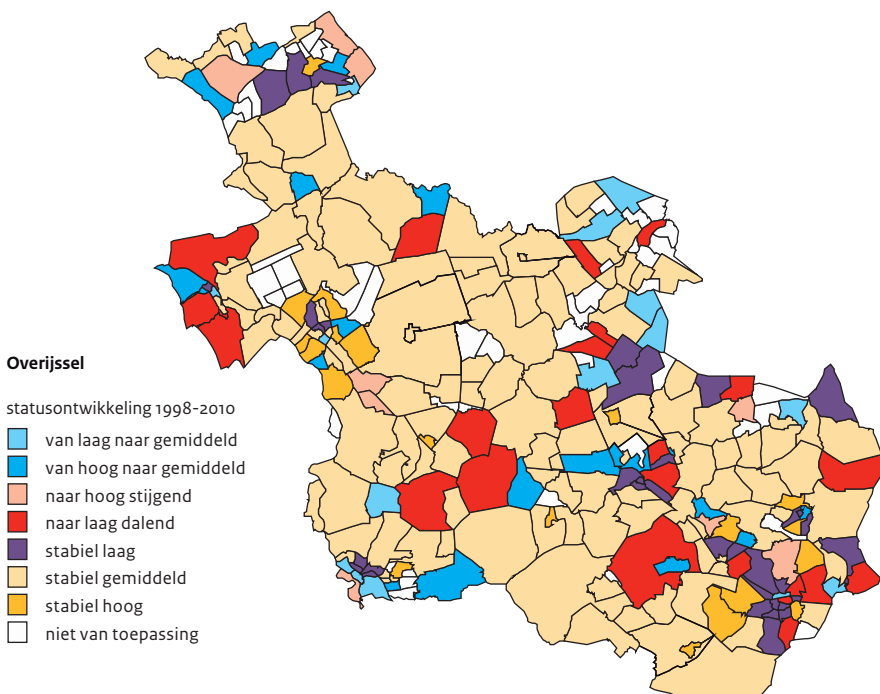 Overijssel
statusontwikkeling 1998-2010
van laag naar gemiddeld
van hoog naar gemiddeld
naar hoog stijgend
naar laag dalend
stabiel laag
stabiel gemiddeld
stabiel hoog
niet van toepassing